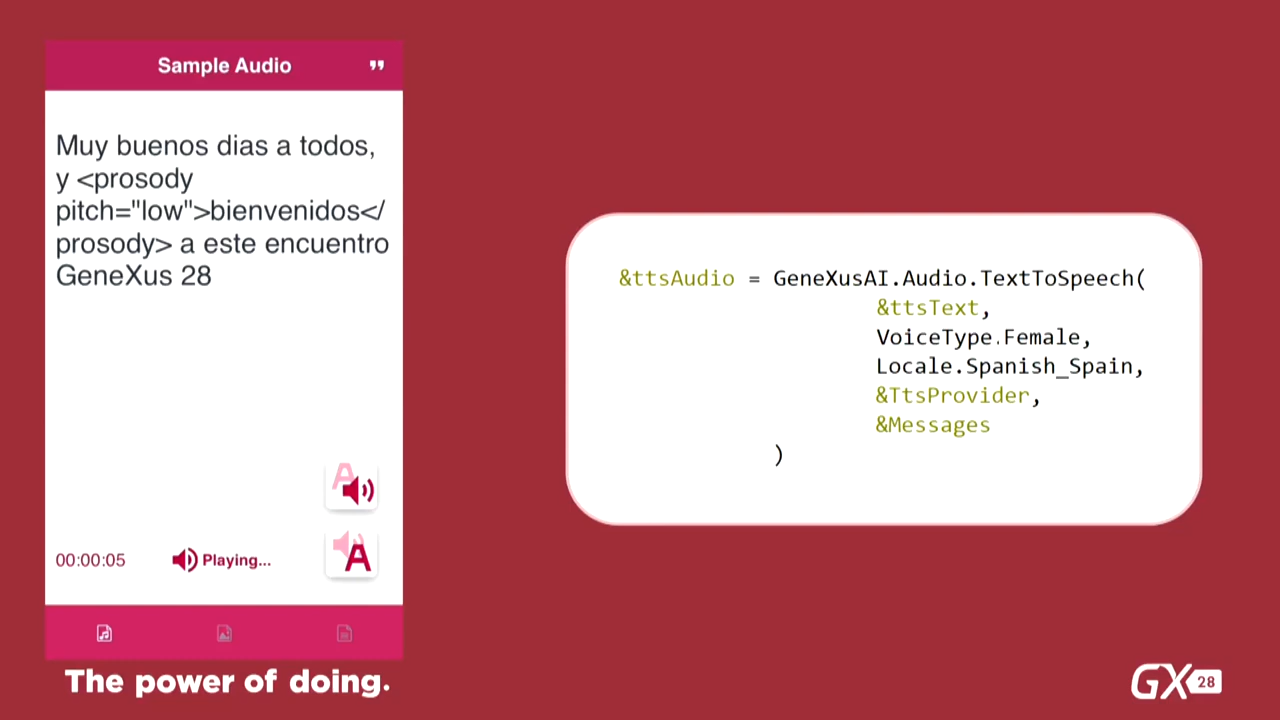 Sample Audio "
Muy buenos dias a todos,
y <prosody
pitch="low">bienvenidos</
prosody> a este encuentro
GeneXus 28
A
00:00:05 Playing...
A
The power of doing.
&ttsAudio = GeneXusAI.Audio.TextToSpeech(
&ttsText,
VoiceType.Female,
Locale.Spanish_Spain,
&TtsProvider,
&Messages
)
GX 28